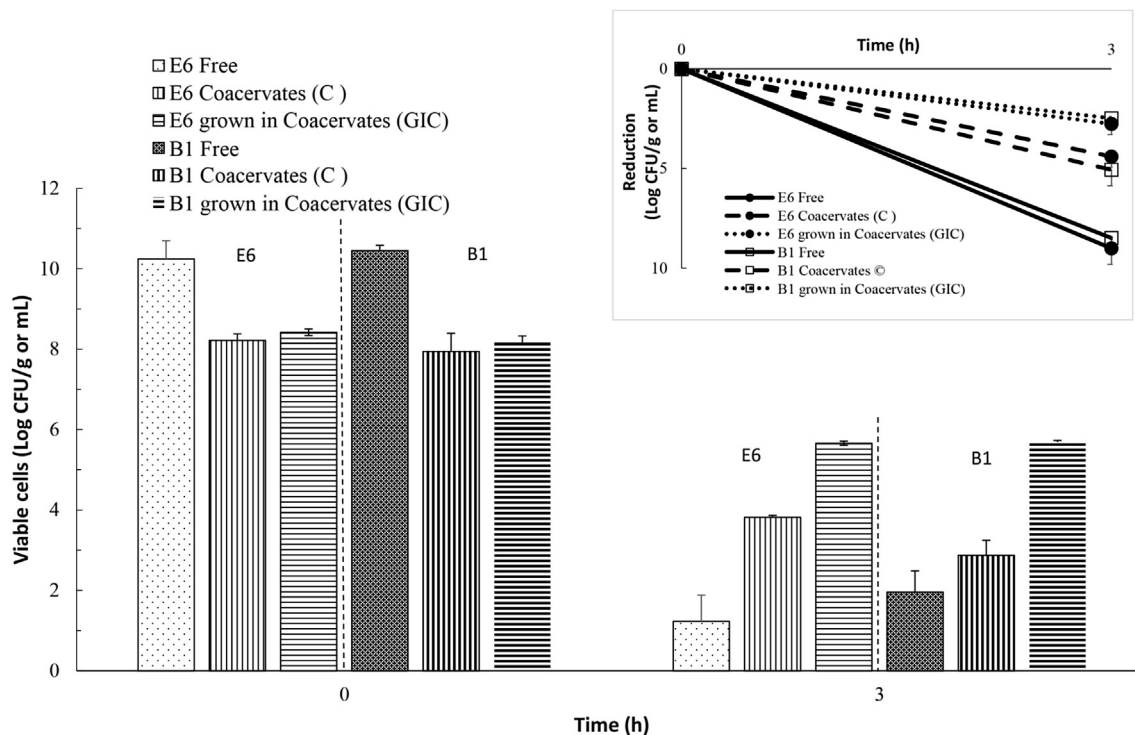 E6 Free
E6 Coacervates (C )
E6 grown in Coacervates (GIC)
B1 Free
B1 Coacervates (C )
B1 grown in Coacervates (GIC)
Viable cells (Log CFU/g or mL)
12
10
8
6
4
2
0
E6
B1
E6
B1
0
3
Time (h)
0
Time (h)
3
Reduction
(Log CFU/g or mL)
0
5
10
E6 Free
E6 Coacervates (C )
E6 grown in Coacervates (GIC)
B1 Free
B1 Coacervates ©
B1 grown in Coacervates (GIC)